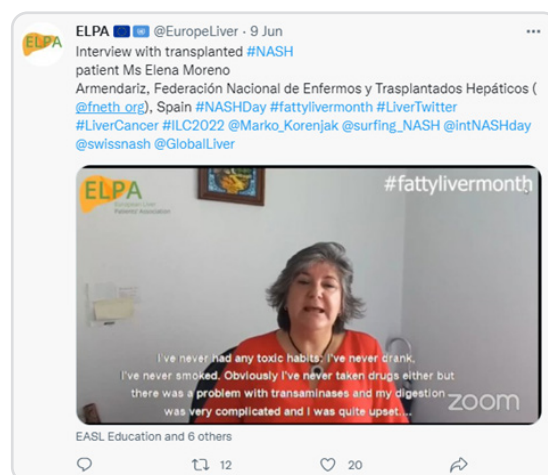 ELPA 🇪🇺 🇺🇳 @EuropeLiver · 9 Jun
Interview with transplanted #NASH
patient Ms Elena Moreno
Armendariz, Federación Nacional de Enfermos y Trasplantados Hepáticos (
@fneth_org), Spain #NASHDay #fattylivermonth #LiverTwitter
#LiverCancer #ILC2022 @Marko_Korenjak @surfing_NASH @intNASHday
@swissnash @GlobalLiver
ELPA
European Liver
Patients' Association
#fattylivermonth
I've never had any toxic habits; I've never drank,
I've never smoked. Obviously I've never taken drugs either but
there was a problem with transaminases and my digestion
was very complicated and I was quite upset....
zoom
EASL Education and 6 others
12
20
ELPA